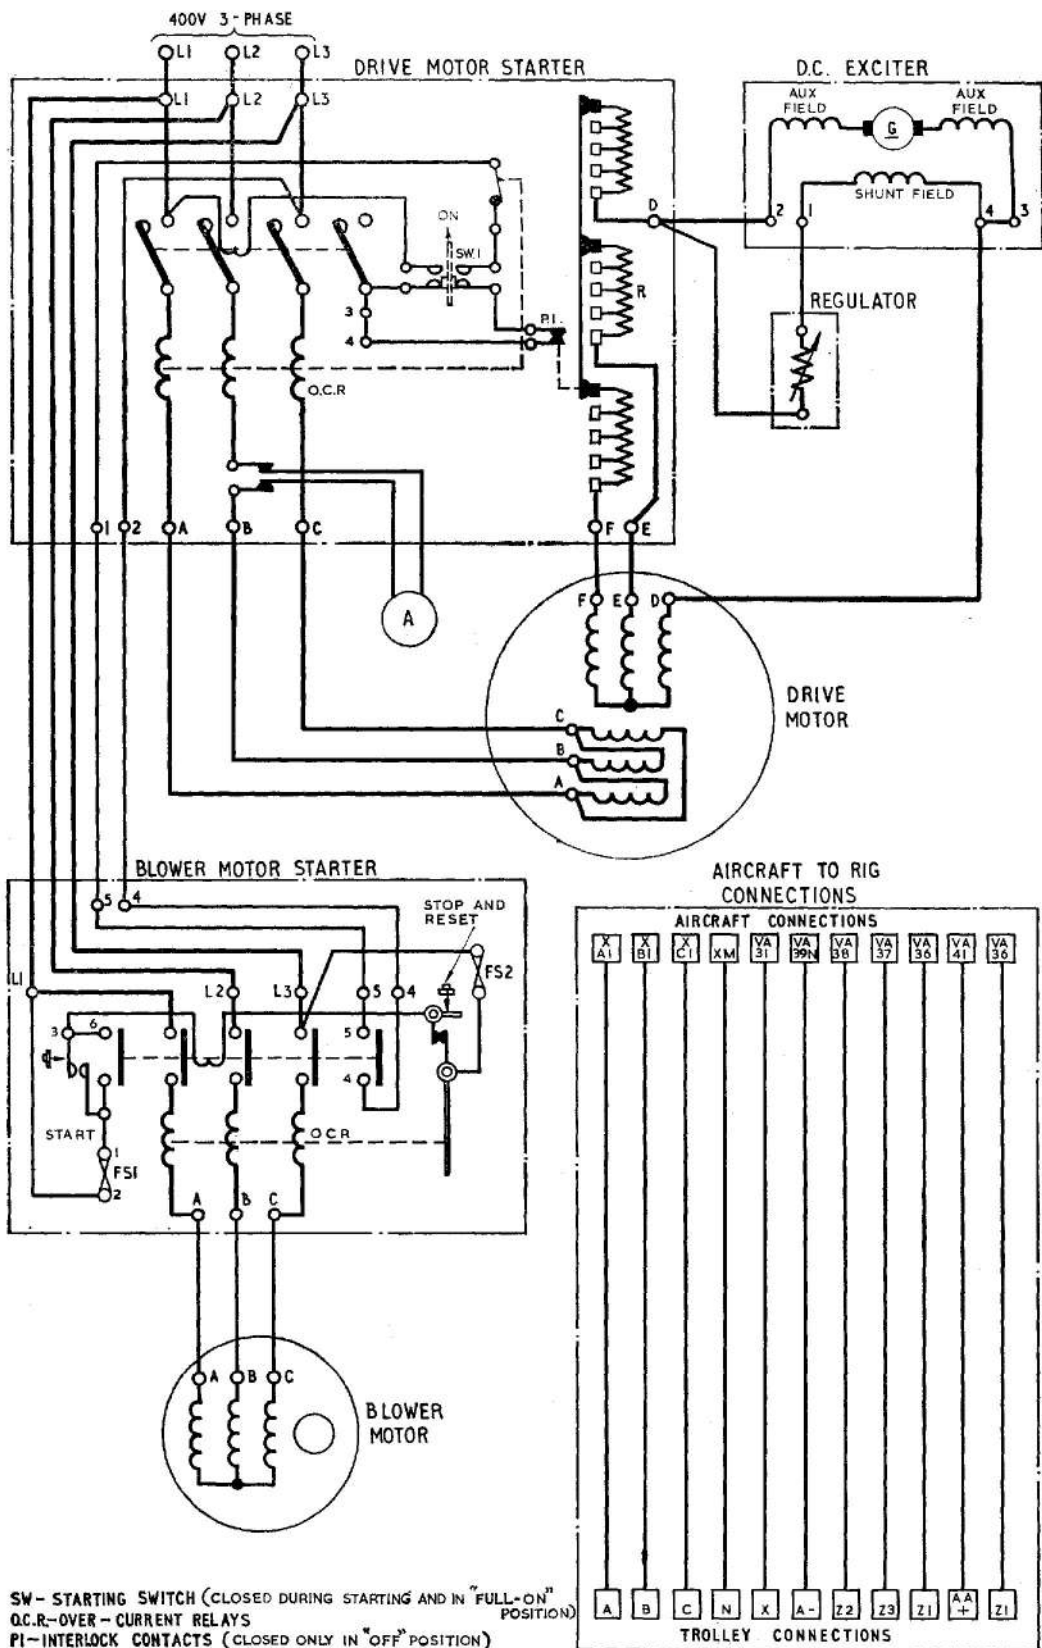 400V 3-PHASE
L1 L2 L3
DRIVE MOTOR STARTER
D.C. EXCITER
L1 L2 L3
AUX FIELD
G
AUX FIELD
SHUNT FIELD
D
2 1 4 3
ON
SW.1
R
REGULATOR
3
P.I.
4
O.C.R
1 2 A B C
F E
A
F E D
DRIVE MOTOR
C
B
A
BLOWER MOTOR STARTER
5 4
STOP AND RESET
FS2
L1 L2 L3 5 4
3 6 5
4
START
O C R
1
FS1
2
A B C
A B C
BLOWER MOTOR
AIRCRAFT TO RIG CONNECTIONS
AIRCRAFT CONNECTIONS
X A1
X B1
X C1
XM
VA 31
VA 39N
VA 38
VA 37
VA 36
VA 41
VA 36
A B C N X A- Z2 Z3 Z1 AA + Z1
TROLLEY CONNECTIONS
SW - STARTING SWITCH (CLOSED DURING STARTING AND IN "FULL-ON" POSITION)
O.C.R-OVER-CURRENT RELAYS
PI-INTERLOCK CONTACTS (CLOSED ONLY IN "OFF" POSITION)